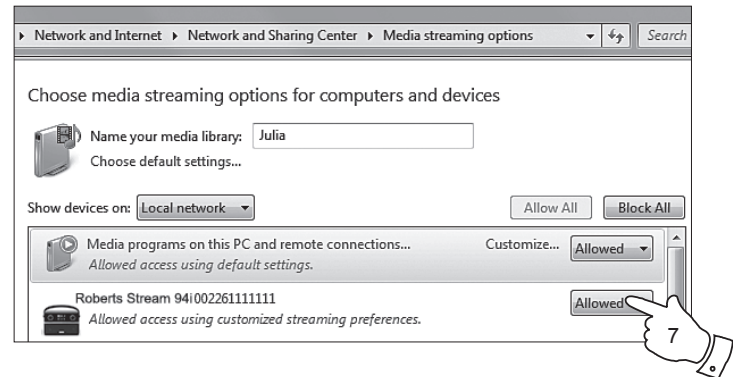 Network and Internet Network and Sharing Center Media streaming options Search
Choose media streaming options for computers and devices
Name your media library: Julia
Choose default settings...
Show devices on: Local network Allow All Block All
Media programs on this PC and remote connections... Customize... Allowed
Allowed access using default settings.
Roberts Stream 94i 002261111111 Allowed
Allowed access using customized streaming preferences.
7